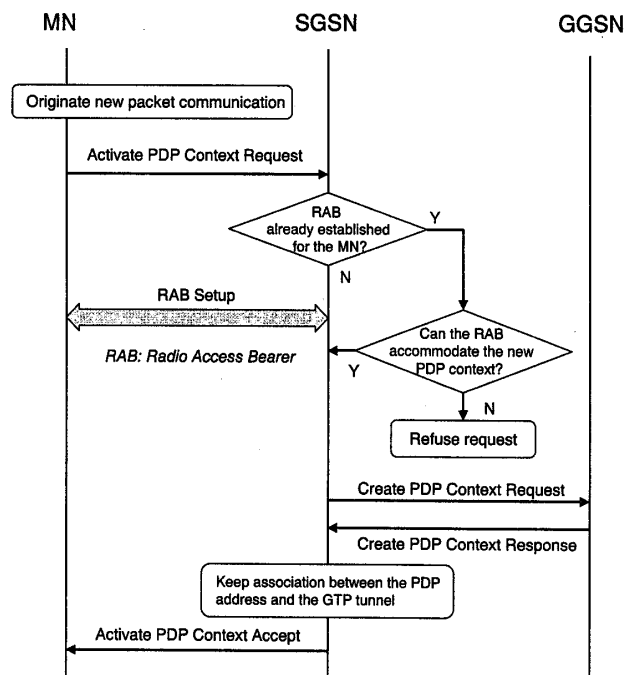 MN
SGSN
GGSN
Originate new packet communication
Activate PDP Context Request
RAB
already established
for the MN?
Y
N
RAB Setup
RAB: Radio Access Bearer
Can the RAB
accommodate the new
PDP context?
Y
N
Refuse request
Create PDP Context Request
Create PDP Context Response
Keep association between the PDP
address and the GTP tunnel
Activate PDP Context Accept